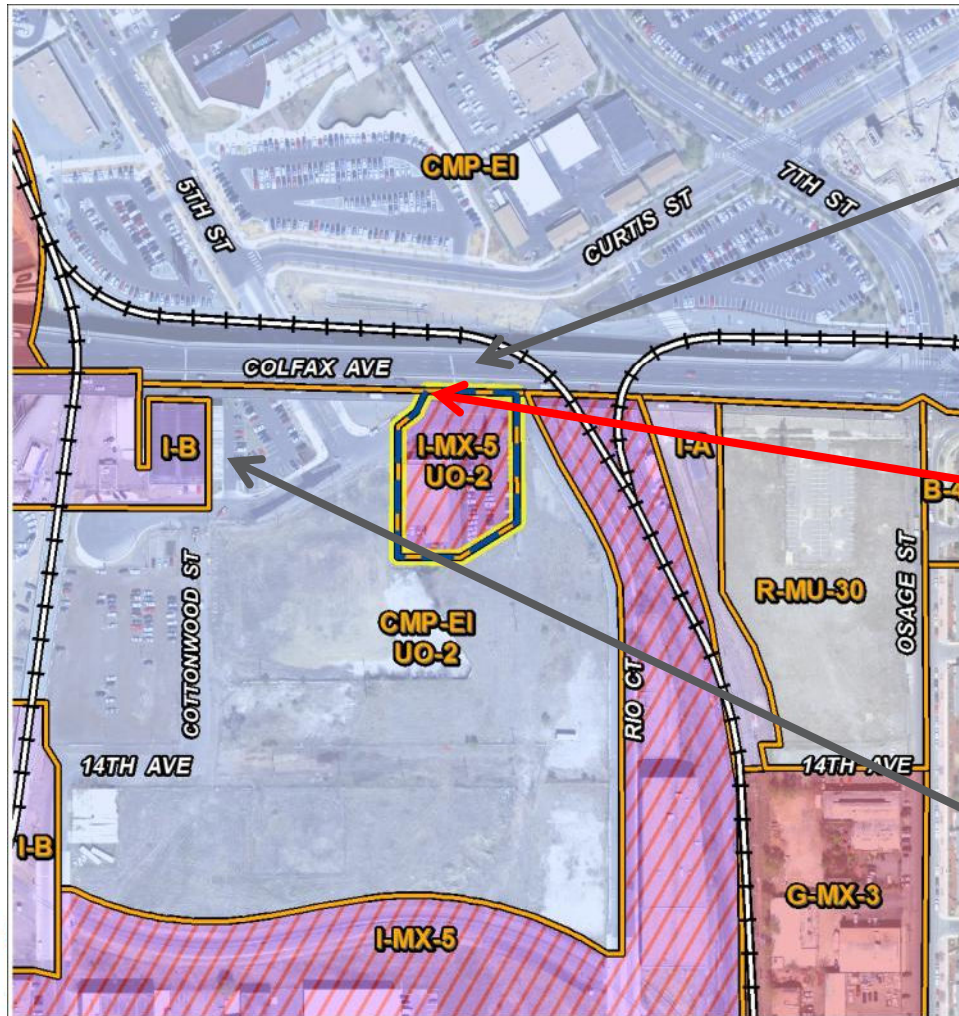 CMP-EI
5TH ST
CURTIS ST
7TH ST
COLFAX AVE
I-B
I-MX-5
UO-2
I-A
B-4
R-MU-30
OSAGE ST
CMP-EI
UO-2
COTTONWOOD ST
RIO CT
14TH AVE
14TH AVE
I-B
G-MX-3
I-MX-5